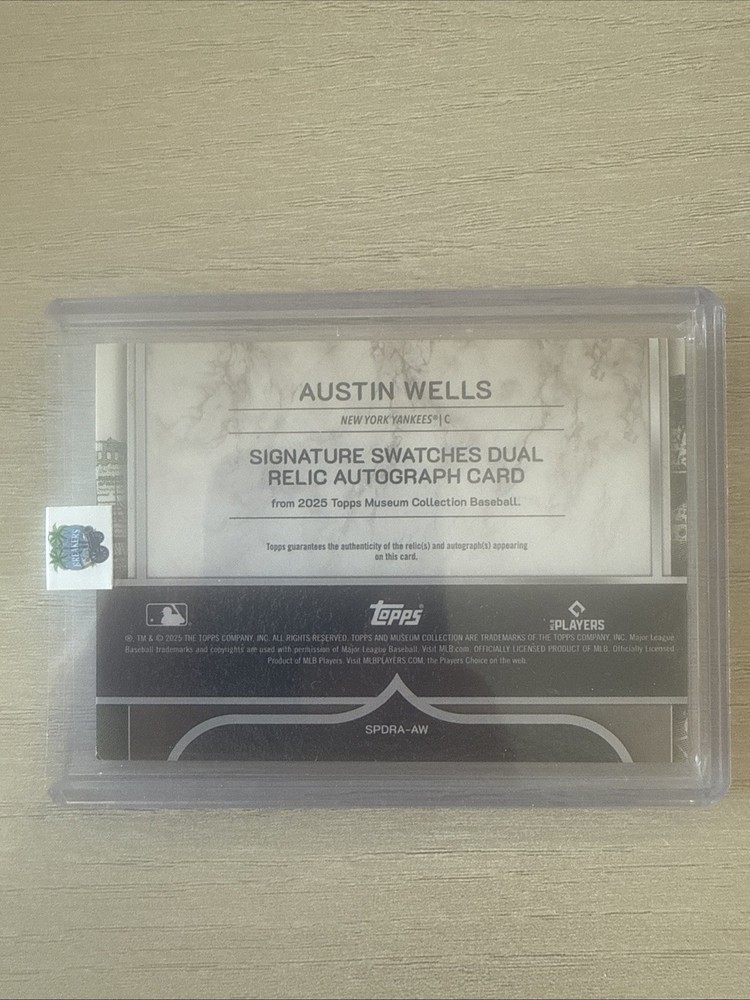 AUSTIN WELLS
NEW YORK YANKEES® | C
SIGNATURE SWATCHES DUAL
RELIC AUTOGRAPH CARD
from 2025 Topps Museum Collection Baseball.
Topps guarantees the authenticity of the relic(s) and autograph(s) appearing
on this card.
BREAKERS
topps®
MLB PLAYERS
®, TM & © 2025 THE TOPPS COMPANY, INC. ALL RIGHTS RESERVED. TOPPS AND MUSEUM COLLECTION ARE TRADEMARKS OF THE TOPPS COMPANY, INC. Major League
Baseball trademarks and copyrights are used with permission of Major League Baseball. Visit MLB.com. OFFICIALLY LICENSED PRODUCT OF MLB. Officially Licensed
Product of MLB Players. Visit MLBPLAYERS.COM, the Players Choice on the web.
SPDRA-AW